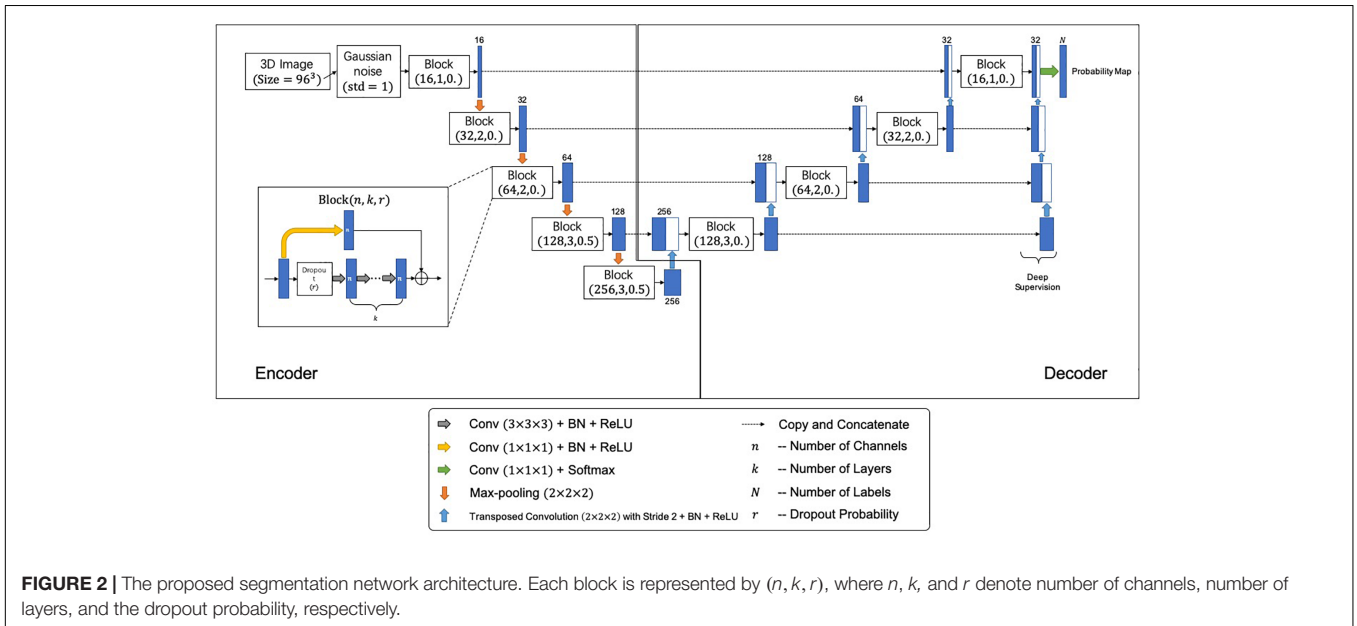 16
32
32
N
3D Image
(Size = 96³)
Gaussian
noise
(std = 1)
Block
(16,1,0.)
Block
(16,1,0.)
Probability Map
32
64
Block
(32,2,0.)
Block
(32,2,0.)
64
128
Block
(64,2,0.)
Block
(64,2,0.)
Block(n, k, r)
n
Dropou
t
(r)
n
n
k
128
256
Block
(128,3,0.5)
Block
(128,3,0.)
Block
(256,3,0.5)
256
Deep
Supervision
Encoder
Decoder
Conv (3×3×3) + BN + ReLU
Conv (1×1×1) + BN + ReLU
Conv (1×1×1) + Softmax
Max-pooling (2×2×2)
Transposed Convolution (2×2×2) with Stride 2 + BN + ReLU
Copy and Concatenate
n -- Number of Channels
k -- Number of Layers
N -- Number of Labels
r -- Dropout Probability
FIGURE 2 | The proposed segmentation network architecture. Each block is represented by (n, k, r), where n, k, and r denote number of channels, number of
layers, and the dropout probability, respectively.